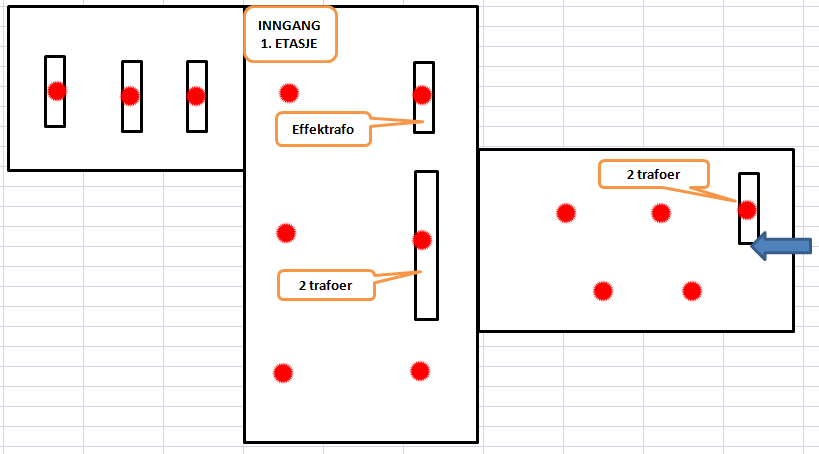 INNGANG
1. ETASJE
Effektrafo
2 trafoer
2 trafoer